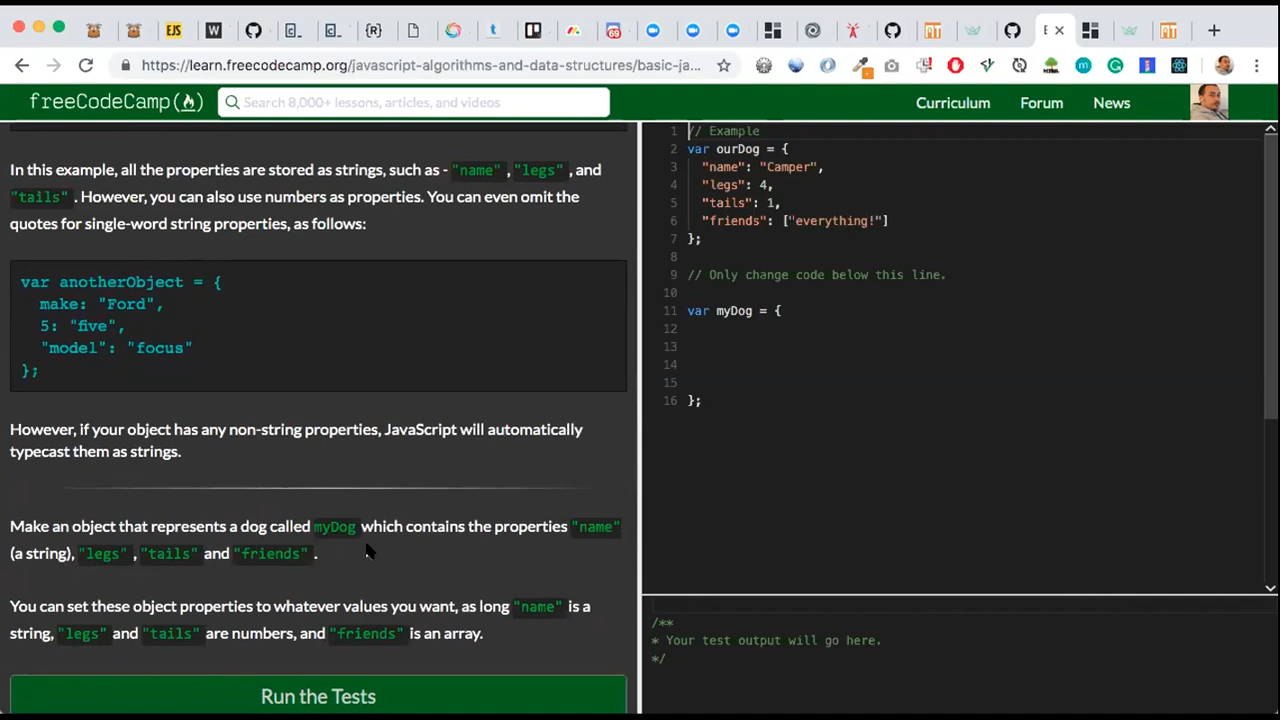 EJS
W
{R}
t
69
E
https://learn.freecodecamp.org/javascript-algorithms-and-data-structures/basic-ja...
freeCodeCamp
Search 8,000+ lessons, articles, and videos
Curriculum
Forum
News
In this example, all the properties are stored as strings, such as - "name" , "legs" , and
"tails" . However, you can also use numbers as properties. You can even omit the
quotes for single-word string properties, as follows:
var anotherObject = {
make: "Ford",
5: "five",
"model": "focus"
};
However, if your object has any non-string properties, JavaScript will automatically
typecast them as strings.
Make an object that represents a dog called myDog which contains the properties "name"
(a string), "legs" , "tails" and "friends" .
You can set these object properties to whatever values you want, as long "name" is a
string, "legs" and "tails" are numbers, and "friends" is an array.
Run the Tests
1 // Example
2 var ourDog = {
3 "name": "Camper",
4 "legs": 4,
5 "tails": 1,
6 "friends": ["everything!"]
7 };
8
9 // Only change code below this line.
10
11 var myDog = {
12
13
14
15
16 };
/**
* Your test output will go here.
*/